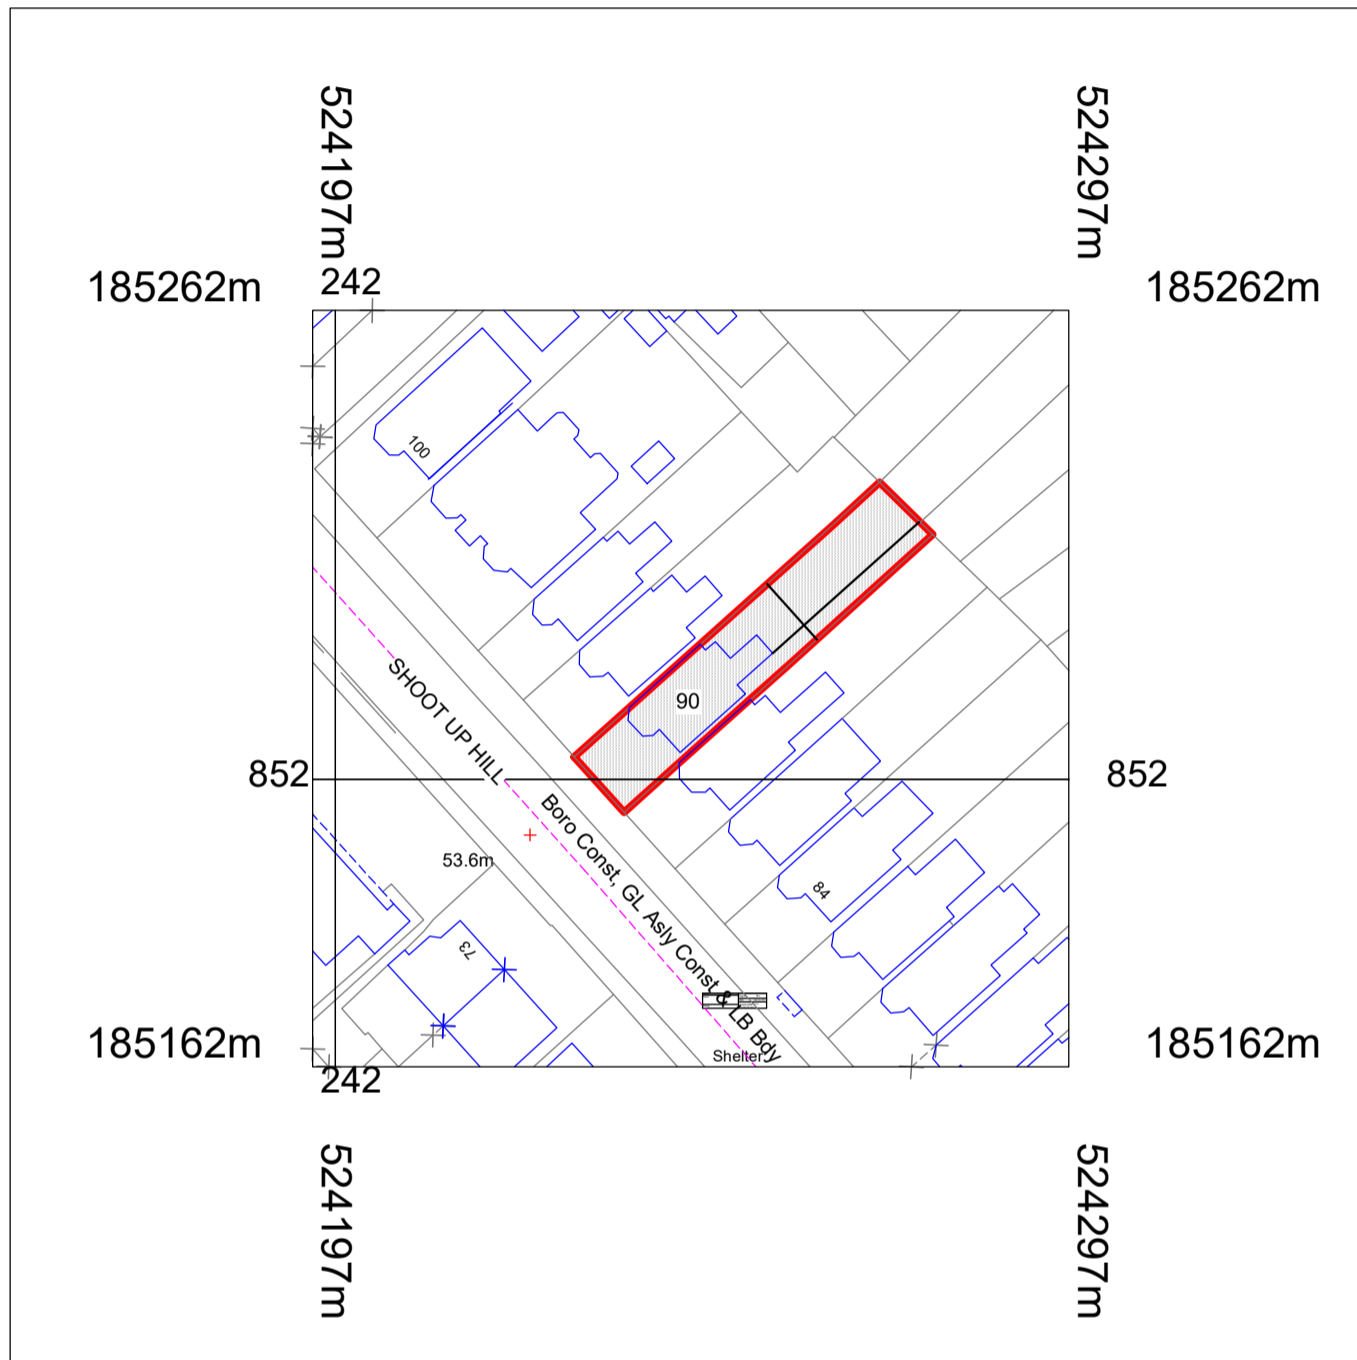 524197m
524297m
185262m
242
185262m
100
SHOOT UP HILL
90
852
852
Boro Const, GL Asly Const & LB Bdy
53.6m
84
73
185162m
Shelter
185162m
242
524197m
524297m